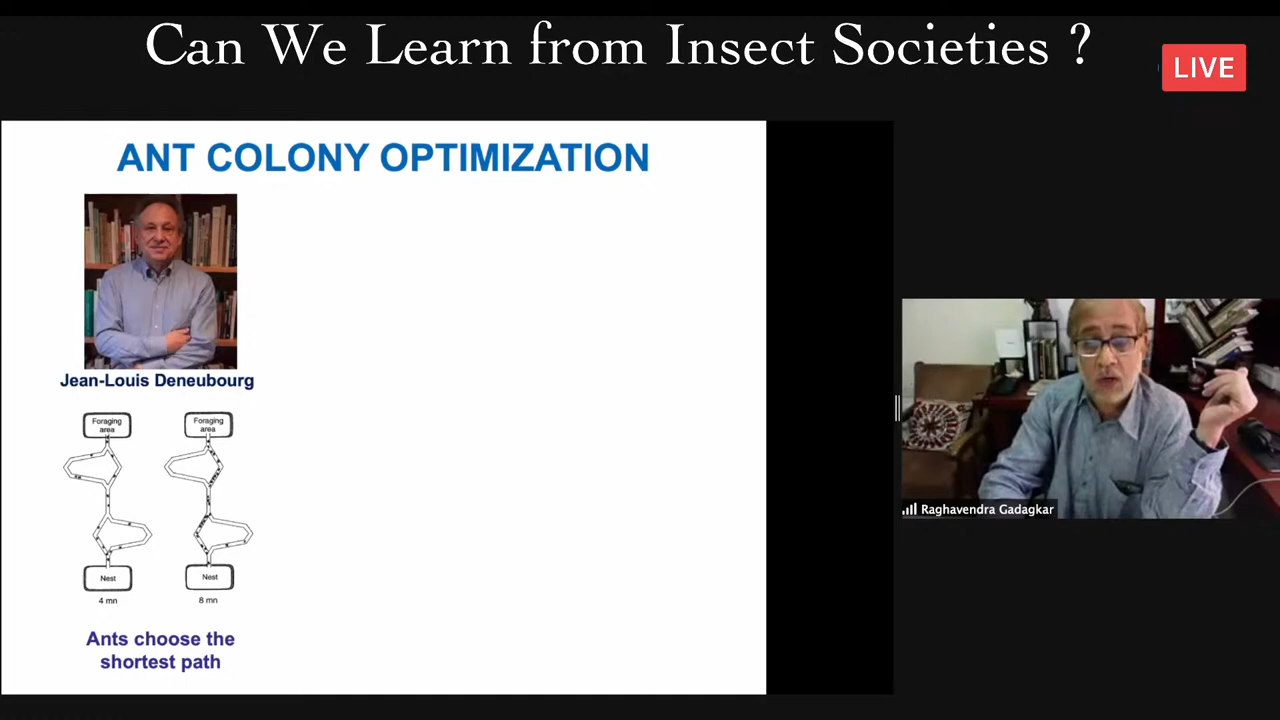 Can We Learn from Insect Societies ?
LIVE
ANT COLONY OPTIMIZATION
Jean-Louis Deneubourg
Foraging
area
Foraging
area
Nest
Nest
4 mn
8 mn
Ants choose the
shortest path
Raghavendra Gadagkar